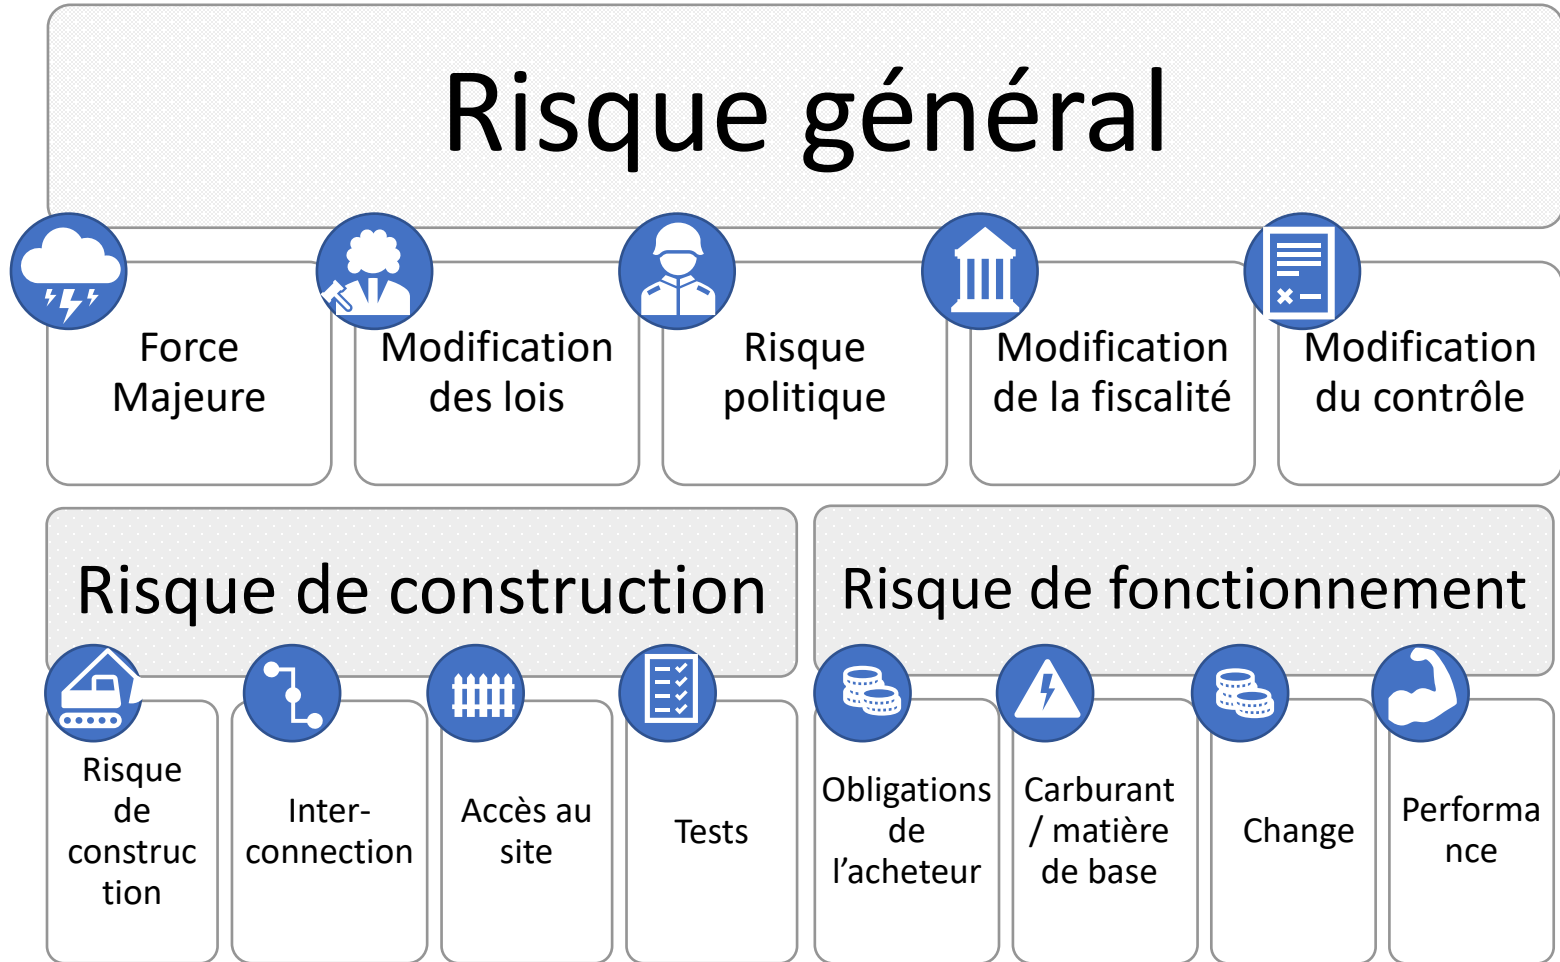 Risque général
Force
Majeure
Modification
des lois
Risque
politique
Modification
de la fiscalité
Modification
du contrôle
Risque de construction
Risque
de
construc
tion
Inter-
connection
Accès au
site
Tests
Risque de fonctionnement
Obligations
de
l’acheteur
Carburant
/ matière
de base
Change
Performa
nce